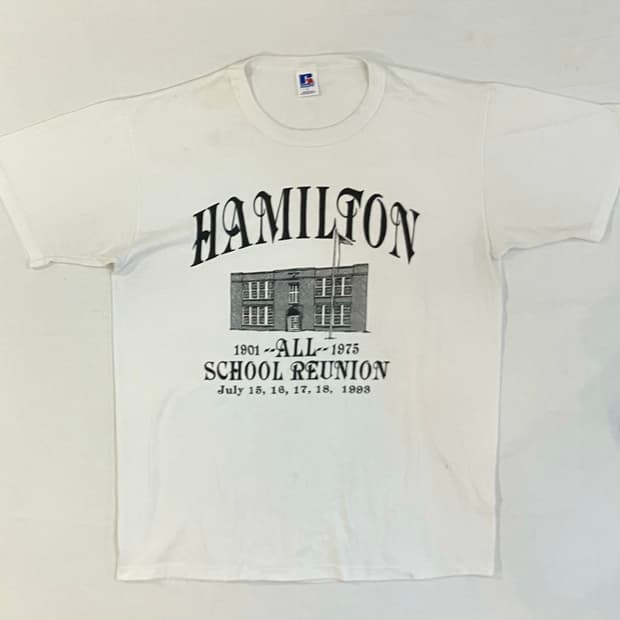 HAMILTON
1901 --ALL-- 1975
SCHOOL REUNION
July 15, 16, 17, 18, 1993